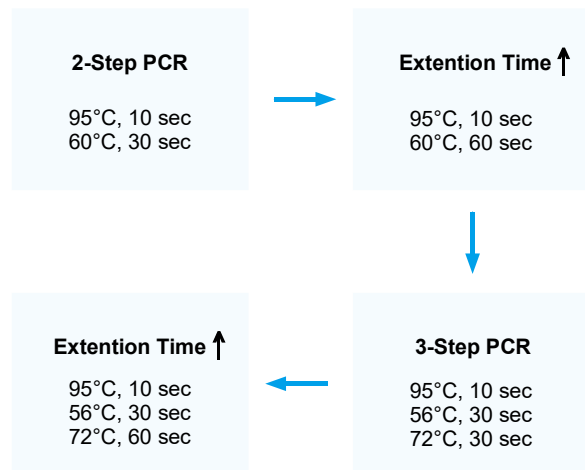 2-Step PCR
95°C, 10 sec
60°C, 30 sec
Extention Time
95°C, 10 sec
60°C, 60 sec
3-Step PCR
95°C, 10 sec
56°C, 30 sec
72°C, 30 sec
Extention Time
95°C, 10 sec
56°C, 30 sec
72°C, 60 sec